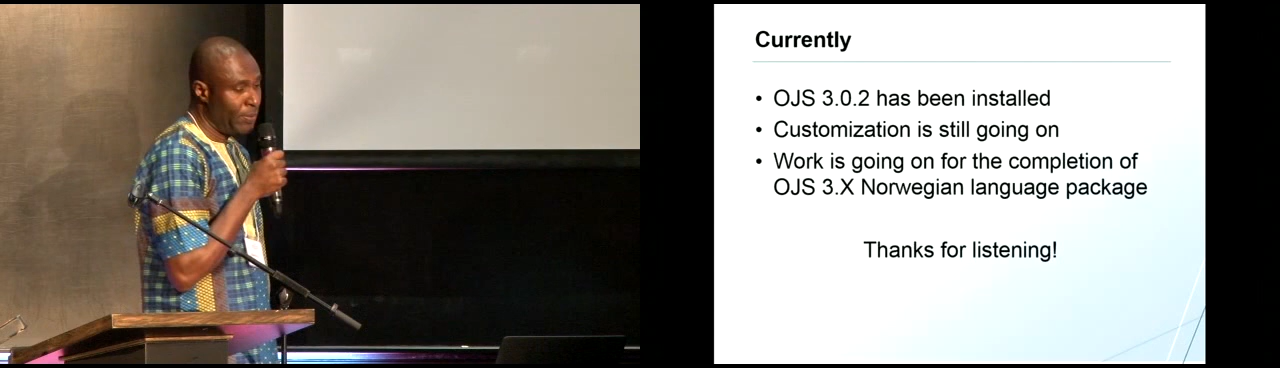 Currently
• OJS 3.0.2 has been installed
• Customization is still going on
• Work is going on for the completion of
OJS 3.X Norwegian language package
Thanks for listening!